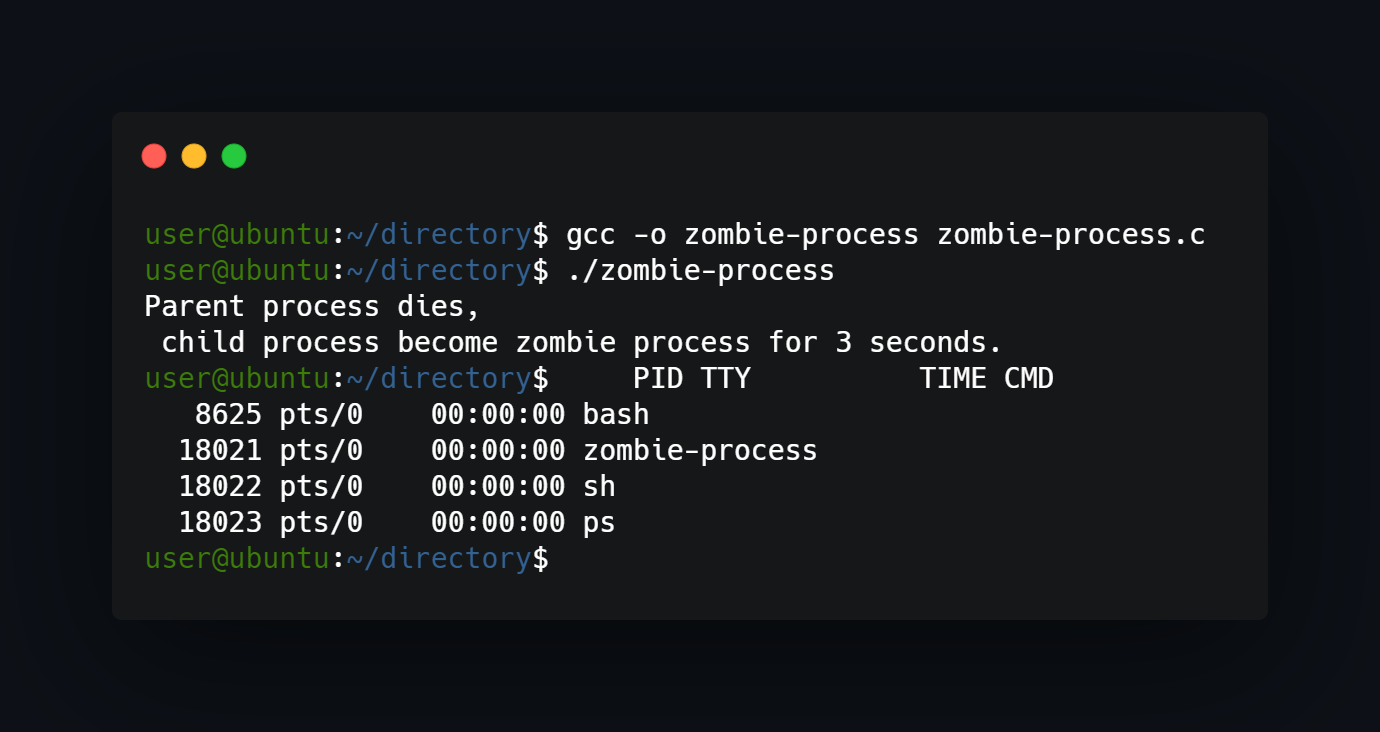 user@ubuntu:~/directory$ gcc -o zombie-process zombie-process.c
user@ubuntu:~/directory$ ./zombie-process
Parent process dies,
 child process become zombie process for 3 seconds.
user@ubuntu:~/directory$     PID TTY          TIME CMD
   8625 pts/0    00:00:00 bash
  18021 pts/0    00:00:00 zombie-process
  18022 pts/0    00:00:00 sh
  18023 pts/0    00:00:00 ps
user@ubuntu:~/directory$